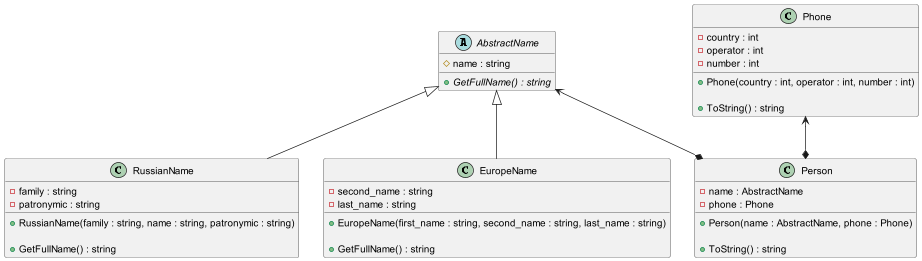 C Phone
country : int
operator : int
number : int
Phone(country : int, operator : int, number : int)
ToString() : string
A AbstractName
name : string
GetFullName() : string
C RussianName
family : string
patronymic : string
RussianName(family : string, name : string, patronymic : string)
GetFullName() : string
C EuropeName
second_name : string
last_name : string
EuropeName(first_name : string, second_name : string, last_name : string)
GetFullName() : string
C Person
name : AbstractName
phone : Phone
Person(name : AbstractName, phone : Phone)
ToString() : string